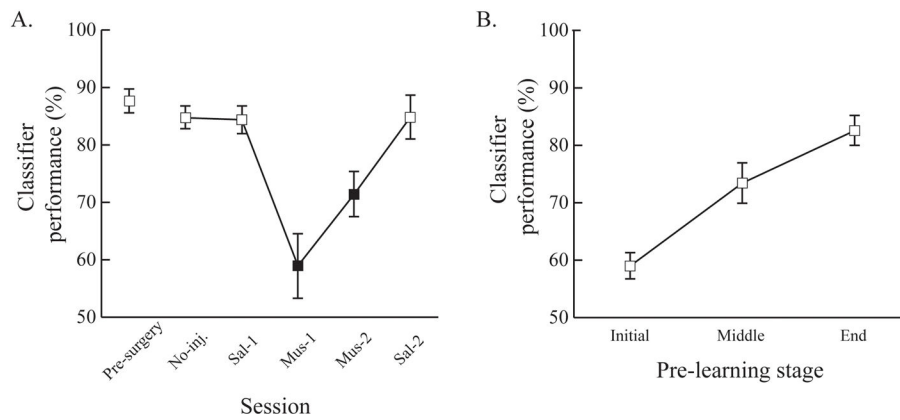 A.
Classifier
performance (%)
100
90
80
70
60
50
Pre-surgery
No-inj.
Sal-1
Mus-1
Mus-2
Sal-2
Session
B.
Classifier
performance (%)
100
90
80
70
60
50
Initial
Middle
End
Pre-learning stage